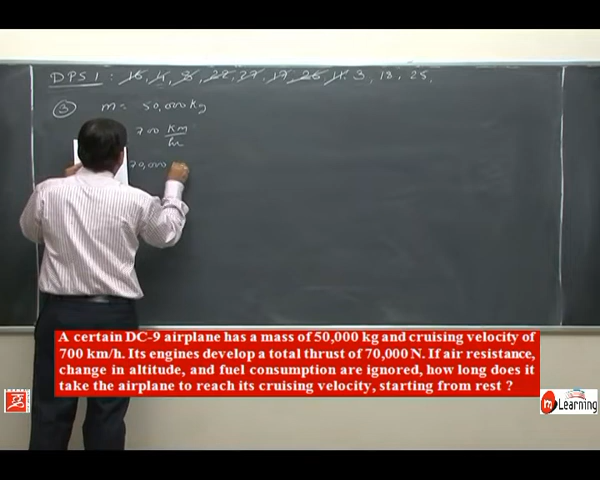 DPS 1 : 16, 4, 8, 22, 27, 17, 26, 11, 3, 18, 25,
③ m = 50,000 kg
700 km/hr
70,000
A certain DC-9 airplane has a mass of 50,000 kg and cruising velocity of
700 km/h. Its engines develop a total thrust of 70,000 N. If air resistance,
change in altitude, and fuel consumption are ignored, how long does it
take the airplane to reach its cruising velocity, starting from rest ?
m Learning